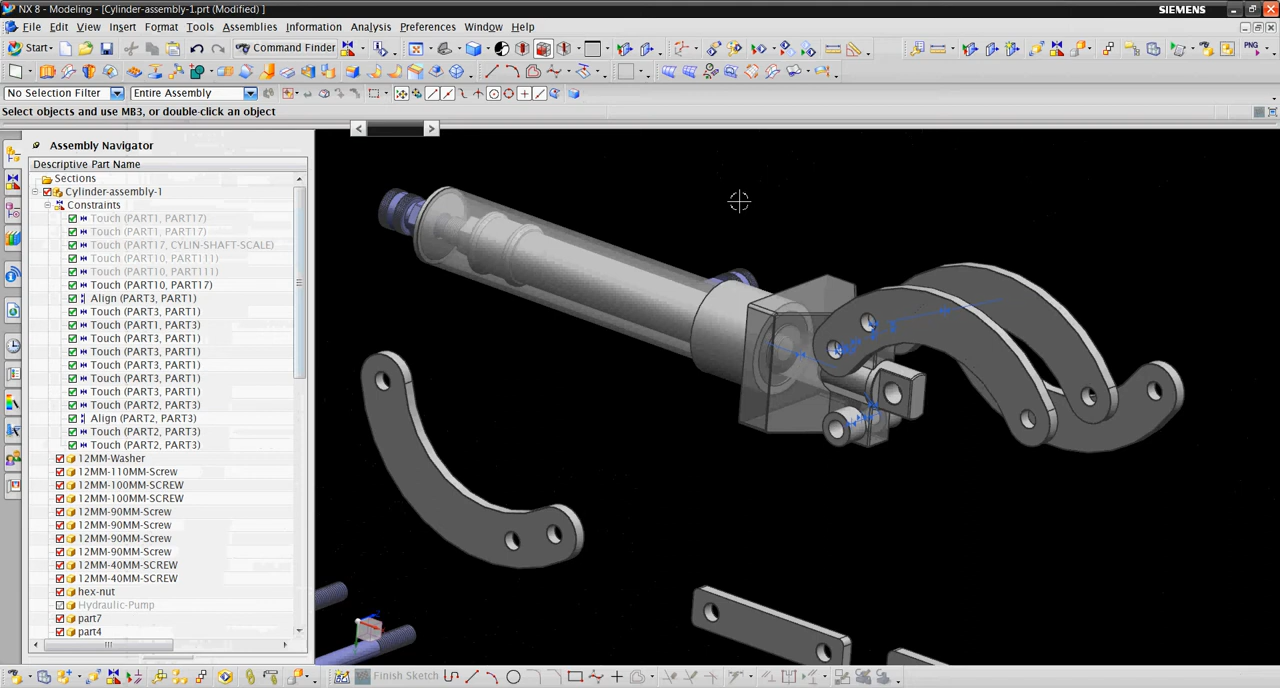 NX 8 - Modeling - [Cylinder-assembly-1.prt (Modified) ]
SIEMENS
File Edit View Insert Format Tools Assemblies Information Analysis Preferences Window Help
Start Command Finder PNG
No Selection Filter Entire Assembly
Select objects and use MB3, or double-click an object
Assembly Navigator
Descriptive Part Name
Sections
Cylinder-assembly-1
Constraints
Touch (PART1, PART17)
Touch (PART1, PART17)
Touch (PART17, CYLIN-SHAFT-SCALE)
Touch (PART10, PART111)
Touch (PART10, PART111)
Touch (PART10, PART17)
Align (PART3, PART1)
Touch (PART3, PART1)
Touch (PART1, PART3)
Touch (PART3, PART1)
Touch (PART3, PART1)
Touch (PART3, PART1)
Touch (PART3, PART1)
Touch (PART3, PART1)
Touch (PART2, PART3)
Align (PART2, PART3)
Touch (PART2, PART3)
Touch (PART2, PART3)
12MM-Washer
12MM-110MM-Screw
12MM-100MM-SCREW
12MM-100MM-SCREW
12MM-90MM-Screw
12MM-90MM-Screw
12MM-90MM-Screw
12MM-90MM-Screw
12MM-40MM-SCREW
12MM-40MM-SCREW
hex-nut
Hydraulic-Pump
part7
part4
Finish Sketch